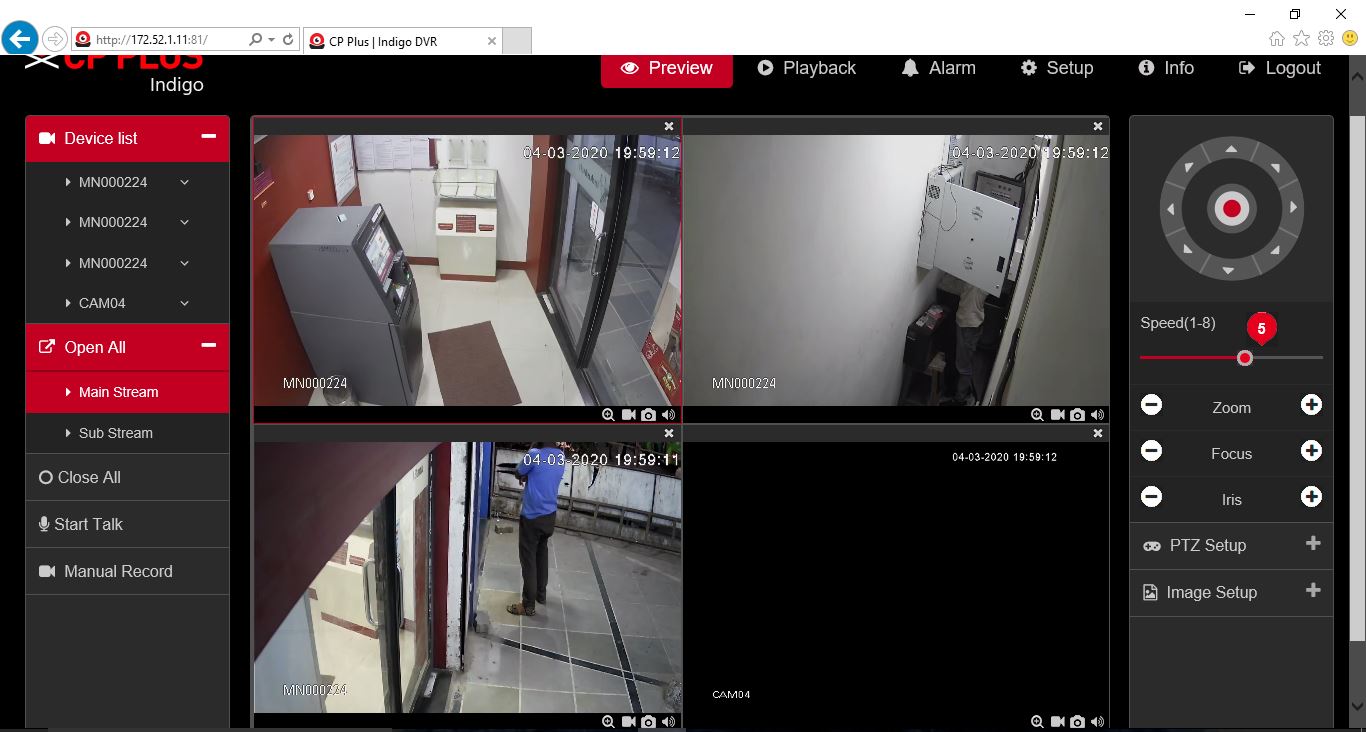 http://172.52.1.11:81/
CP Plus | Indigo DVR
CP PLUS
Indigo
Preview
Playback
Alarm
Setup
Info
Logout
Device list
MN000224
MN000224
MN000224
CAM04
Open All
Main Stream
Sub Stream
Close All
Start Talk
Manual Record
04-03-2020 19:59:12
MN000224
04-03-2020 19:59:12
MN000224
04-03-2020 19:59:11
MN000224
04-03-2020 19:59:12
CAM04
Speed(1-8)
5
Zoom
Focus
Iris
PTZ Setup
Image Setup